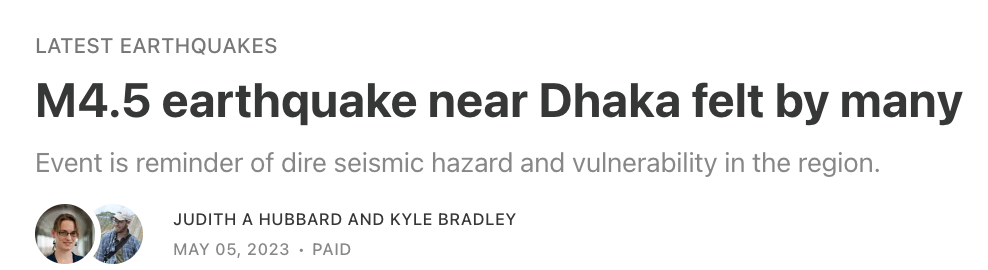 LATEST EARTHQUAKES
M4.5 earthquake near Dhaka felt by many
Event is reminder of dire seismic hazard and vulnerability in the region.
JUDITH A HUBBARD AND KYLE BRADLEY
MAY 05, 2023 · PAID